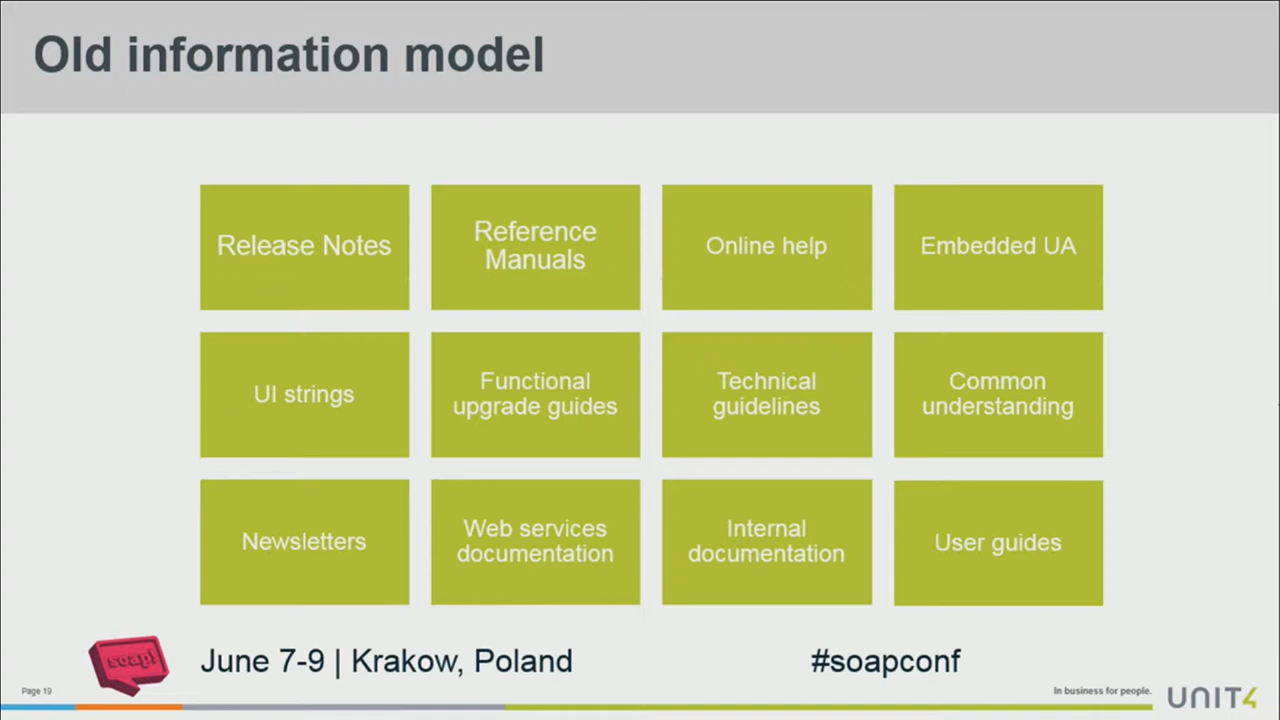 Old information model
Release Notes
Reference
Manuals
Online help
Embedded UA
UI strings
Functional
upgrade guides
Technical
guidelines
Common
understanding
Newsletters
Web services
documentation
Internal
documentation
User guides
soap!
June 7-9 | Krakow, Poland
#soapconf
Page 19
In business for people.
UNIT4